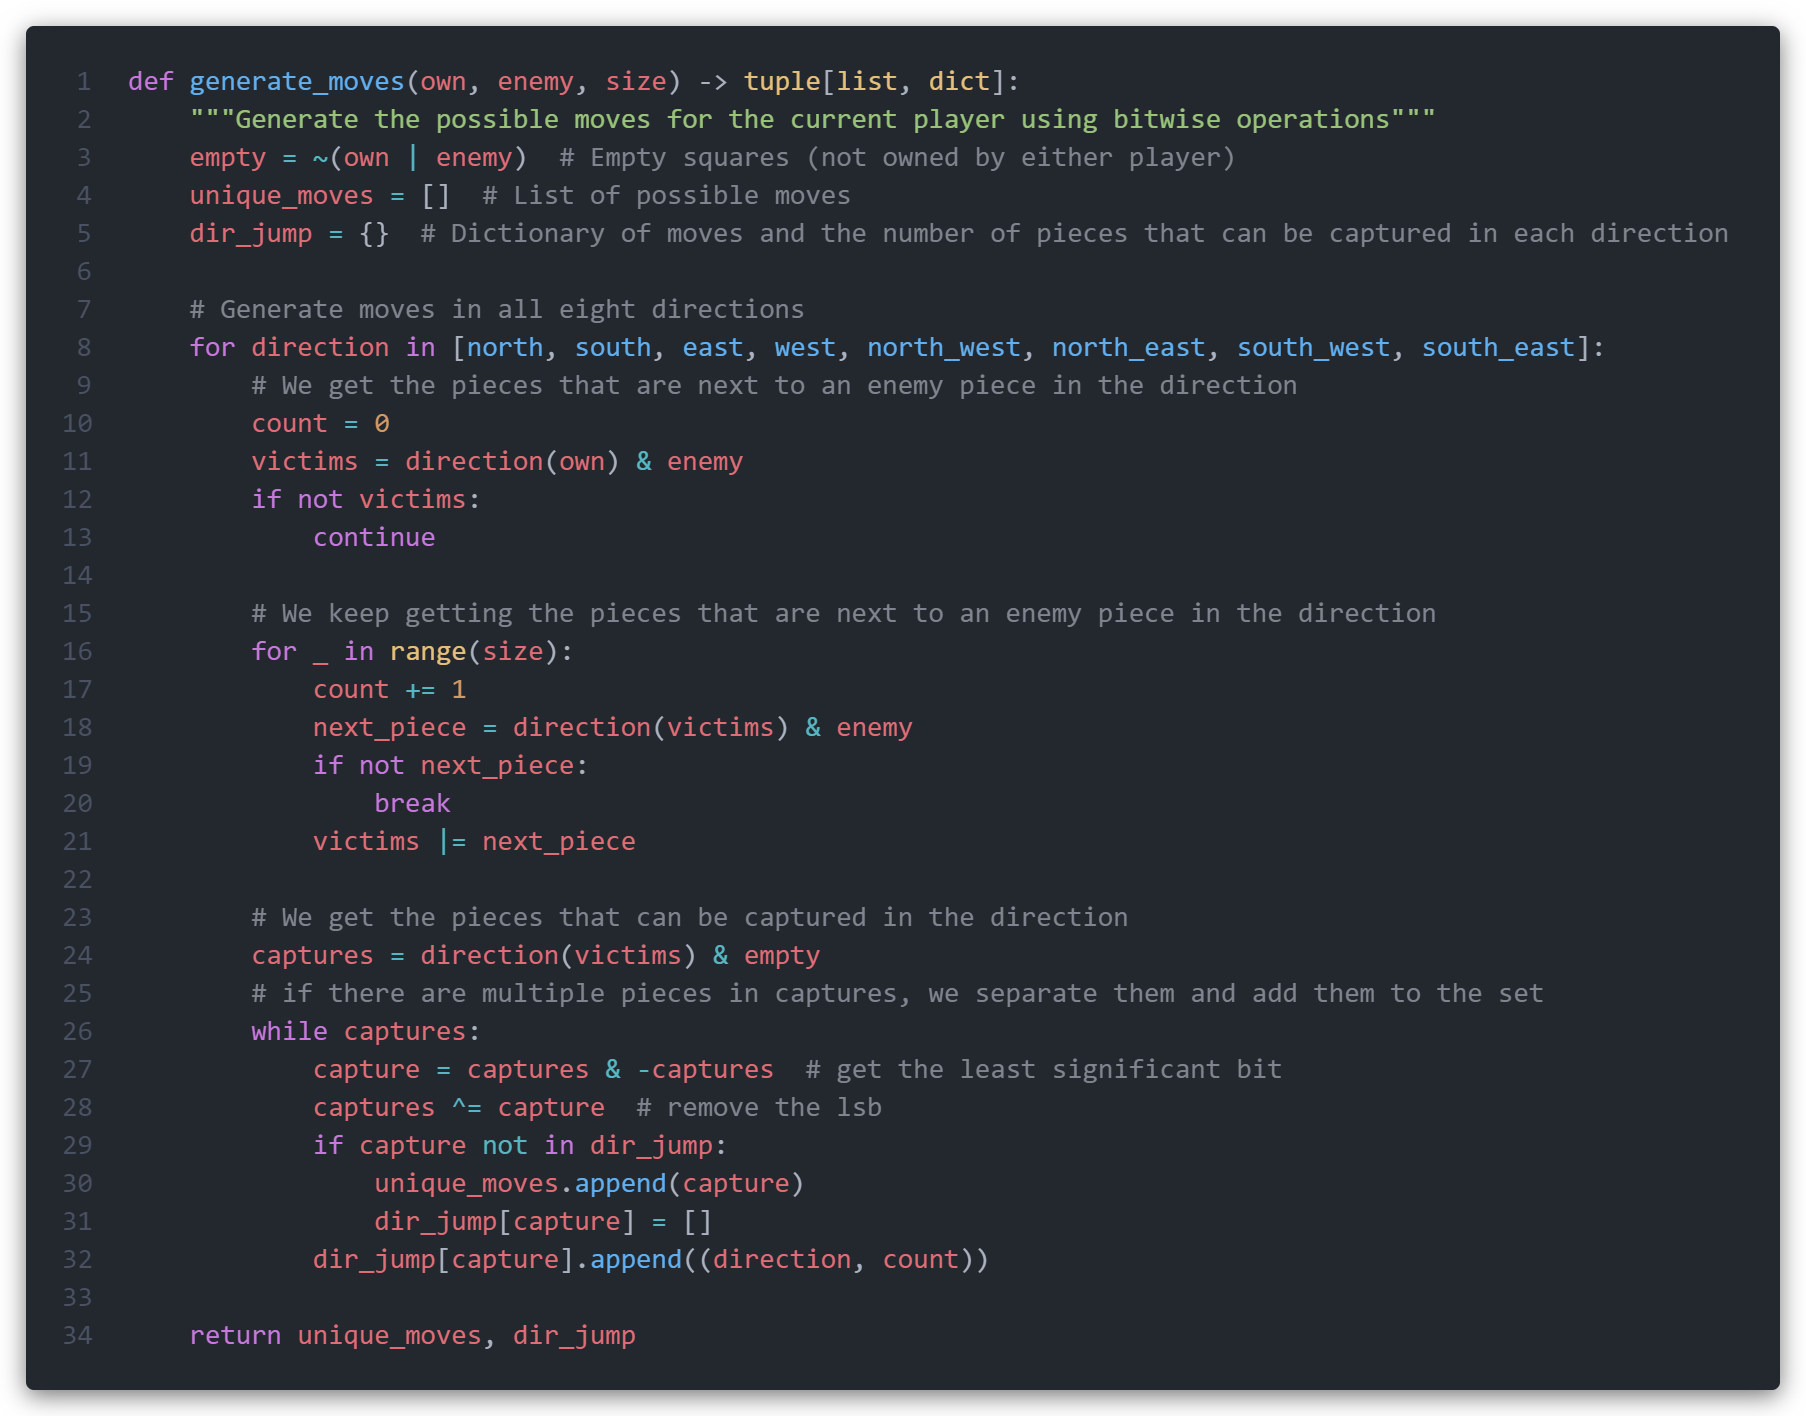 1 def generate_moves(own, enemy, size) -> tuple[list, dict]:
2     """Generate the possible moves for the current player using bitwise operations"""
3     empty = ~(own | enemy)  # Empty squares (not owned by either player)
4     unique_moves = []  # List of possible moves
5     dir_jump = {}  # Dictionary of moves and the number of pieces that can be captured in each direction
6
7     # Generate moves in all eight directions
8     for direction in [north, south, east, west, north_west, north_east, south_west, south_east]:
9         # We get the pieces that are next to an enemy piece in the direction
10         count = 0
11         victims = direction(own) & enemy
12         if not victims:
13             continue
14
15         # We keep getting the pieces that are next to an enemy piece in the direction
16         for _ in range(size):
17             count += 1
18             next_piece = direction(victims) & enemy
19             if not next_piece:
20                 break
21             victims |= next_piece
22
23         # We get the pieces that can be captured in the direction
24         captures = direction(victims) & empty
25         # if there are multiple pieces in captures, we separate them and add them to the set
26         while captures:
27             capture = captures & -captures  # get the least significant bit
28             captures ^= capture  # remove the lsb
29             if capture not in dir_jump:
30                 unique_moves.append(capture)
31                 dir_jump[capture] = []
32             dir_jump[capture].append((direction, count))
33
34     return unique_moves, dir_jump